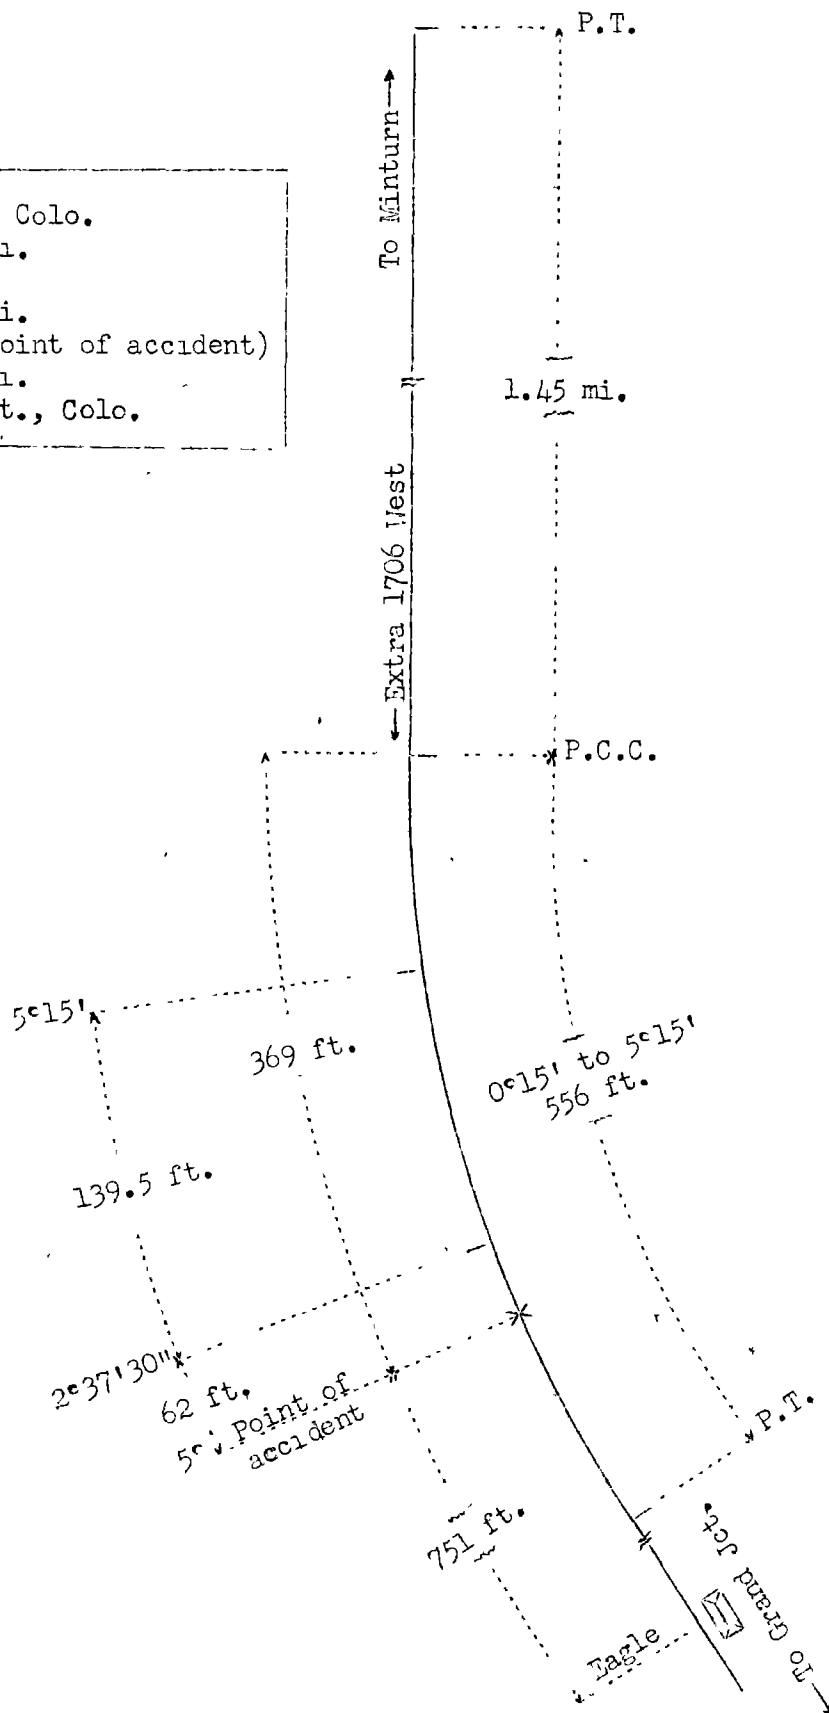 P.T.
To Minturn
Colo.
i.
oint of accident)
t., Colo.
1.45 mi.
Extra 1706 West
P.C.C.
5°15'
369 ft.
0°15' to 5°15'
556 ft.
139.5 ft.
2°37'30"
62 ft.
5° Point of
accident
P.T.
751 ft.
To Grand Jct.
Eagle